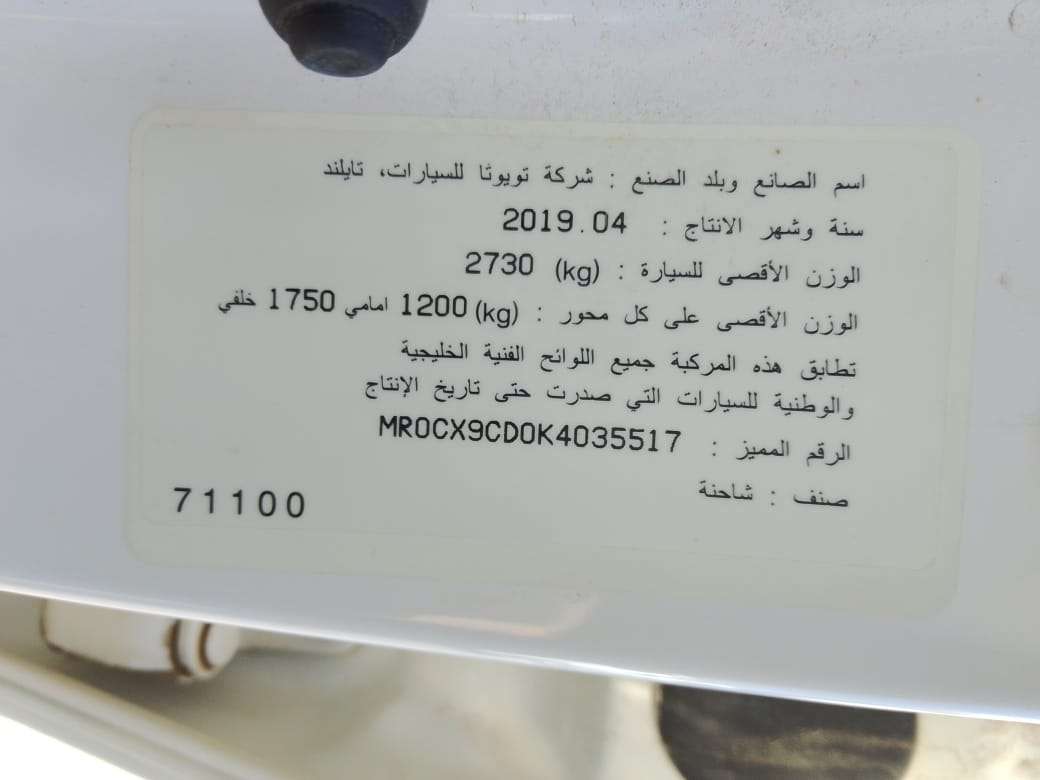 اسم الصانع وبلد الصنع : شركة تويوتا للسيارات، تايلند
سنة وشهر الانتاج : 2019.04
الوزن الأقصى للسيارة : (kg) 2730
الوزن الأقصى على كل محور : (kg) 1200 امامي 1750 خلفي
تطابق هذه المركبة جميع اللوائح الفنية الخليجية
والوطنية للسيارات التي صدرت حتى تاريخ الإنتاج
الرقم المميز : MR0CX9CD0K4035517
صنف : شاحنة
71100